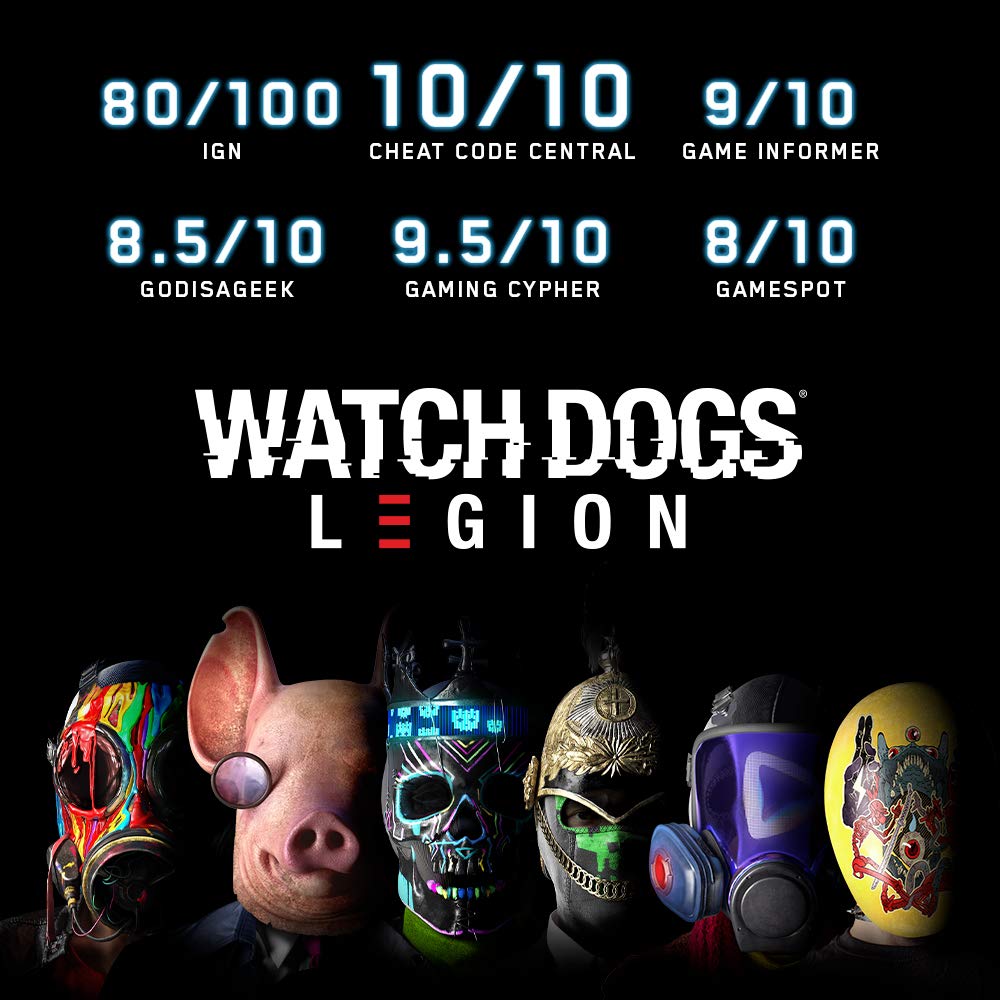 80/100 10/10 9/10
IGN CHEAT CODE CENTRAL GAME INFORMER
8.5/10 9.5/10 8/10
GODISAGEEK GAMING CYPHER GAMESPOT
WATCH DOGS®
LEGION